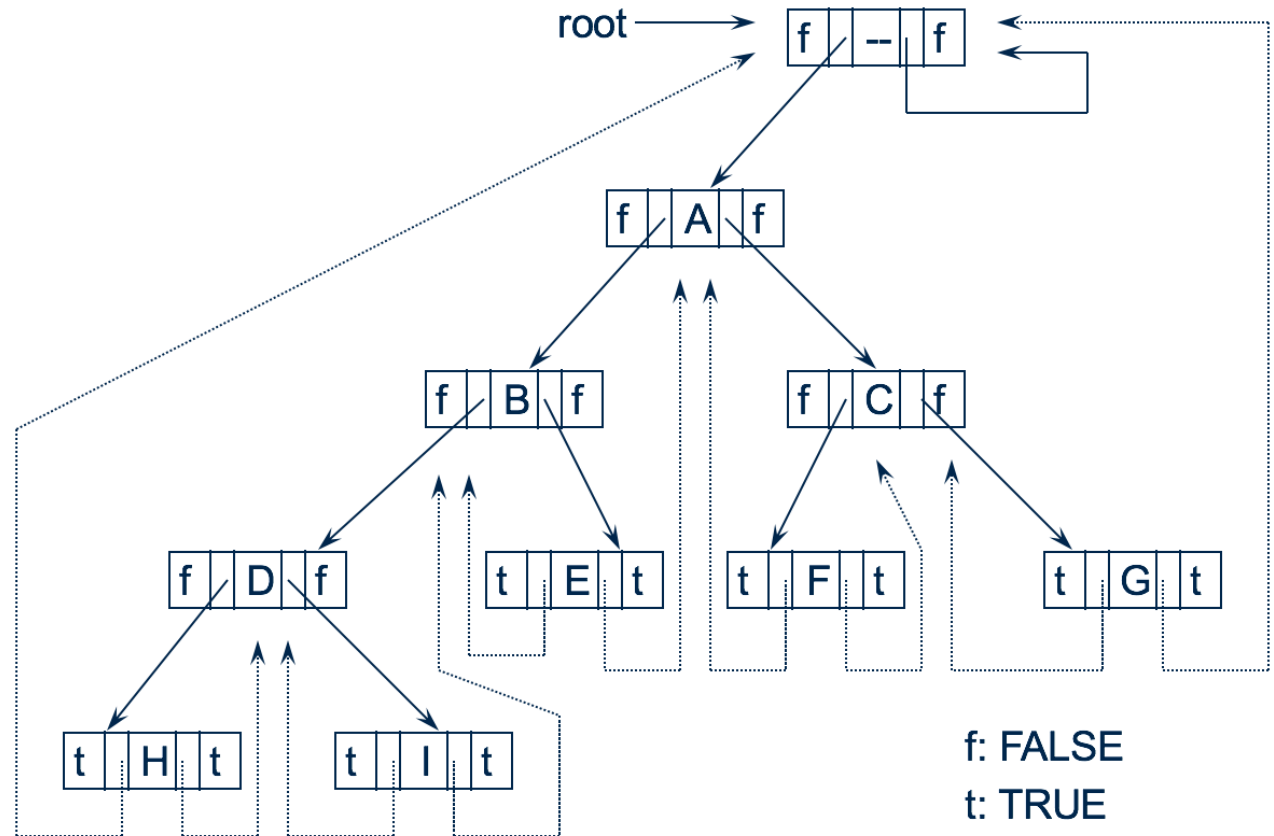 root f -- f
f A f
f B f f C f
f D f t E t t F t t G t
t H t t I t
f: FALSE
t: TRUE